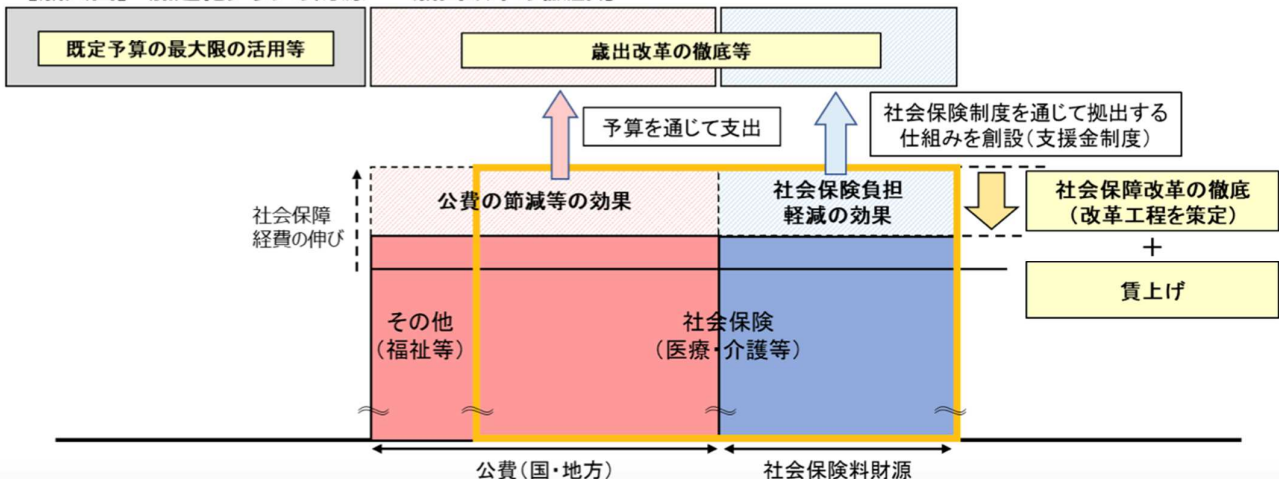 既定予算の最大限の活用等
歳出改革の徹底等
予算を通じて支出
社会保険制度を通じて拠出する
仕組みを創設(支援金制度)
社会保障
経費の伸び
公費の節減等の効果
社会保険負担
軽減の効果
社会保障改革の徹底
(改革工程を策定)
+
賃上げ
その他
(福祉等)
社会保険
(医療・介護等)
公費(国・地方)
社会保険料財源